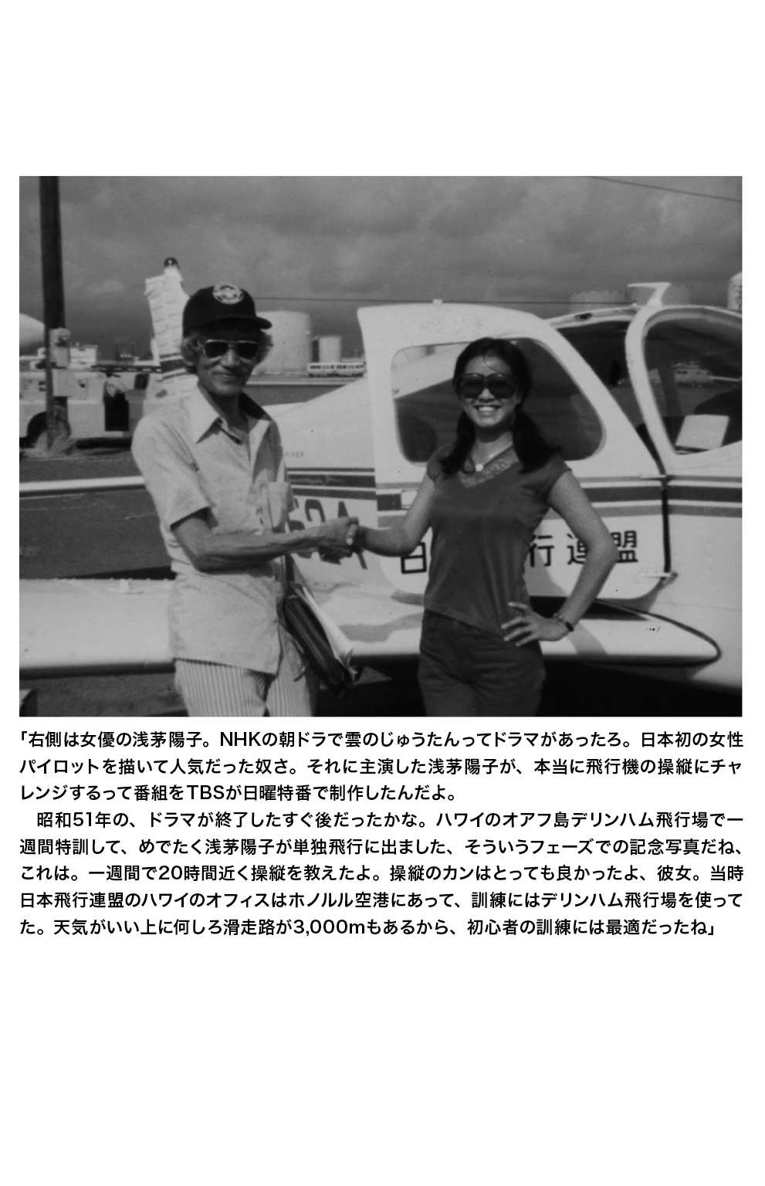 52A
日 行連盟
「右側は女優の浅茅陽子。NHKの朝ドラで雲のじゅうたんってドラマがあったろ。日本初の女性
パイロットを描いて人気だった奴さ。それに主演した浅茅陽子が、本当に飛行機の操縦にチャ
レンジするって番組をTBSが日曜特番で制作したんだよ。
　昭和51年の、ドラマが終了したすぐ後だったかな。ハワイのオアフ島デリンハム飛行場で一
週間特訓して、めでたく浅茅陽子が単独飛行に出ました、そういうフェーズでの記念写真だね、
これは。一週間で20時間近く操縦を教えたよ。操縦のカンはとっても良かったよ、彼女。当時
日本飛行連盟のハワイのオフィスはホノルル空港にあって、訓練にはデリンハム飛行場を使って
た。天気がいい上に何しろ滑走路が3,000mもあるから、初心者の訓練には最適だったね」